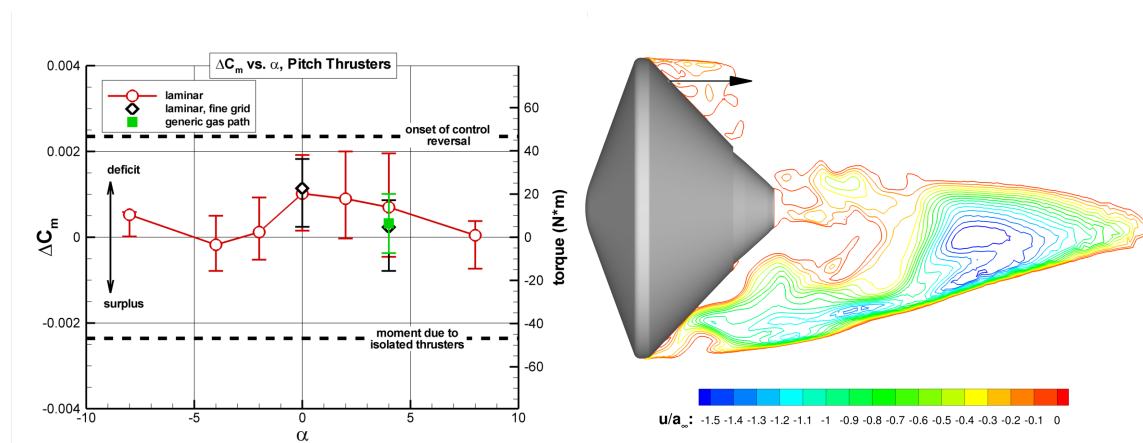 ΔCm vs. α, Pitch Thrusters
laminar
laminar, fine grid
generic gas path
onset of control
reversal
deficit
surplus
moment due to
isolated thrusters
ΔCm
0.004
0.002
0
-0.002
-0.004
-10
-5
0
5
10
α
torque (N*m)
60
40
20
0
-20
-40
-60
u/a∞: -1.5 -1.4 -1.3 -1.2 -1.1 -1 -0.9 -0.8 -0.7 -0.6 -0.5 -0.4 -0.3 -0.2 -0.1 0